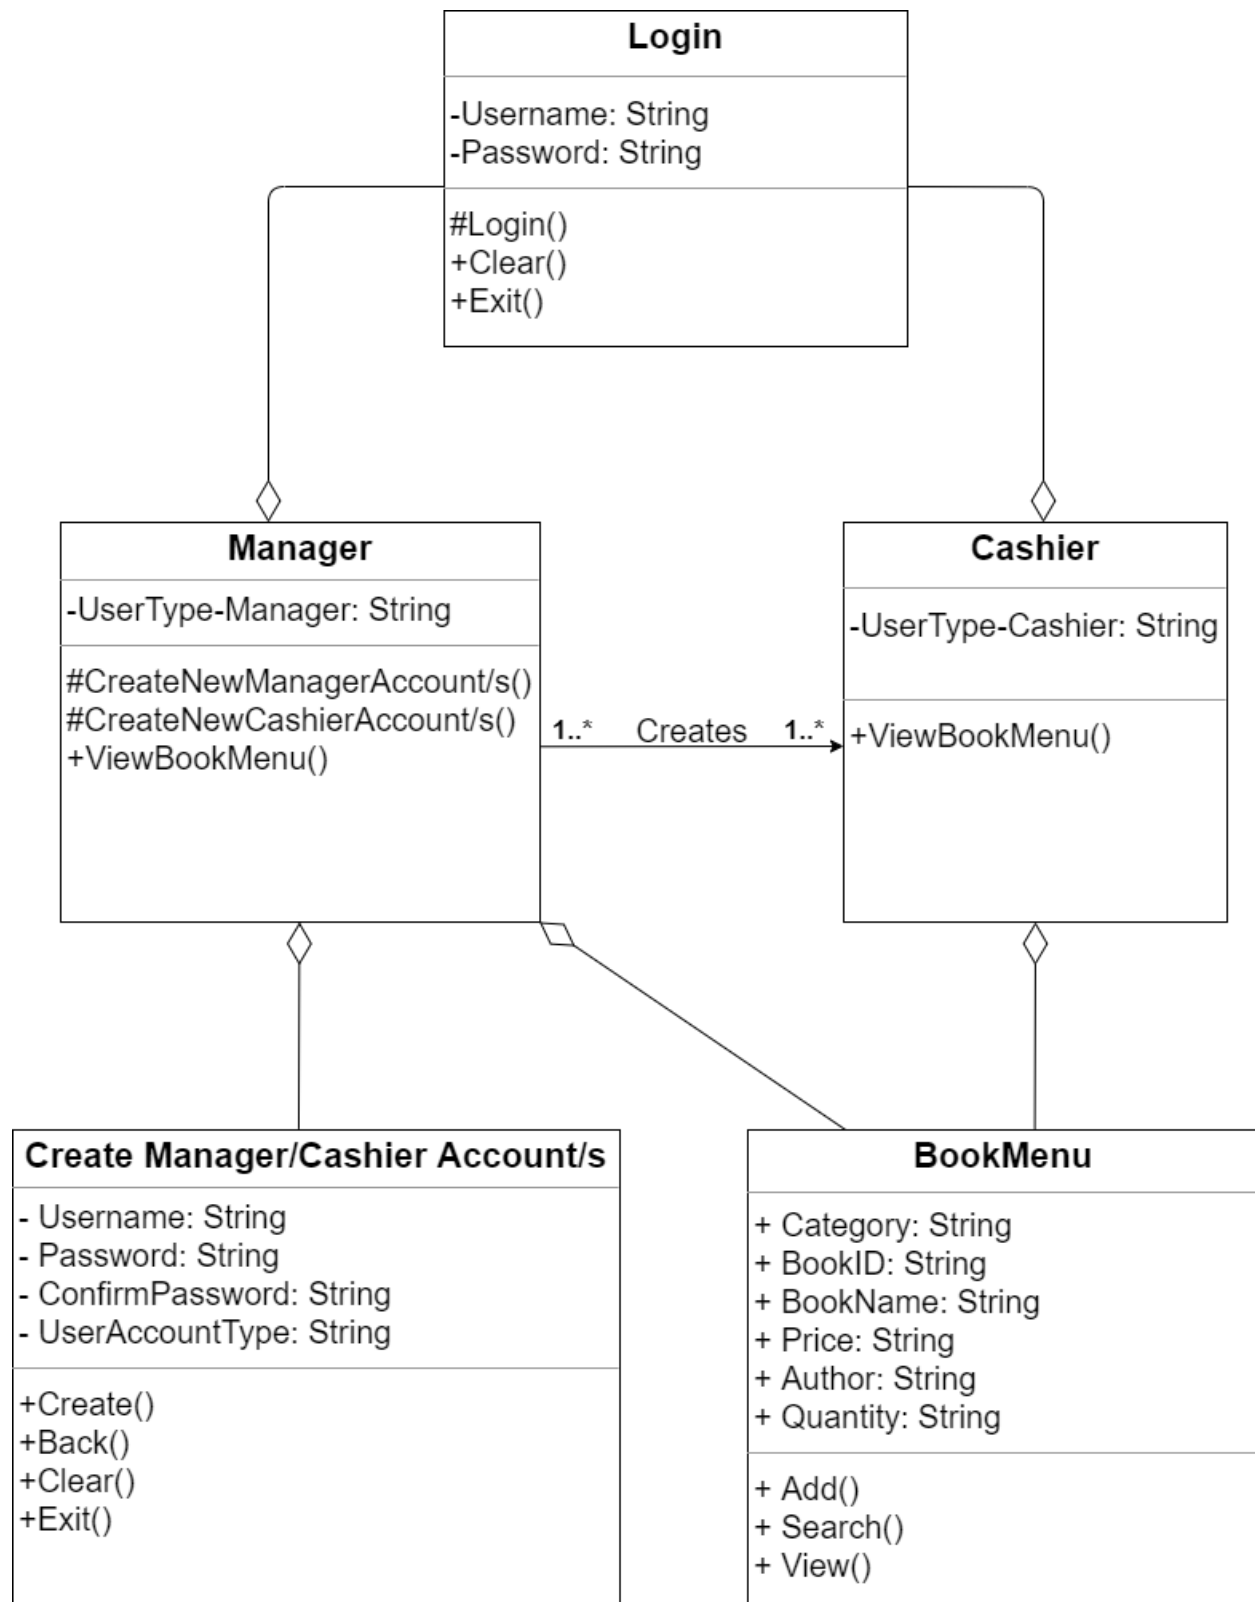 Login
-Username: String
-Password: String
#Login()
+Clear()
+Exit()
Manager
-UserType-Manager: String
#CreateNewManagerAccount/s()
#CreateNewCashierAccount/s()
+ViewBookMenu()
1..* Creates 1..*
Cashier
-UserType-Cashier: String
+ViewBookMenu()
Create Manager/Cashier Account/s
- Username: String
- Password: String
- ConfirmPassword: String
- UserAccountType: String
+Create()
+Back()
+Clear()
+Exit()
BookMenu
+ Category: String
+ BookID: String
+ BookName: String
+ Price: String
+ Author: String
+ Quantity: String
+ Add()
+ Search()
+ View()